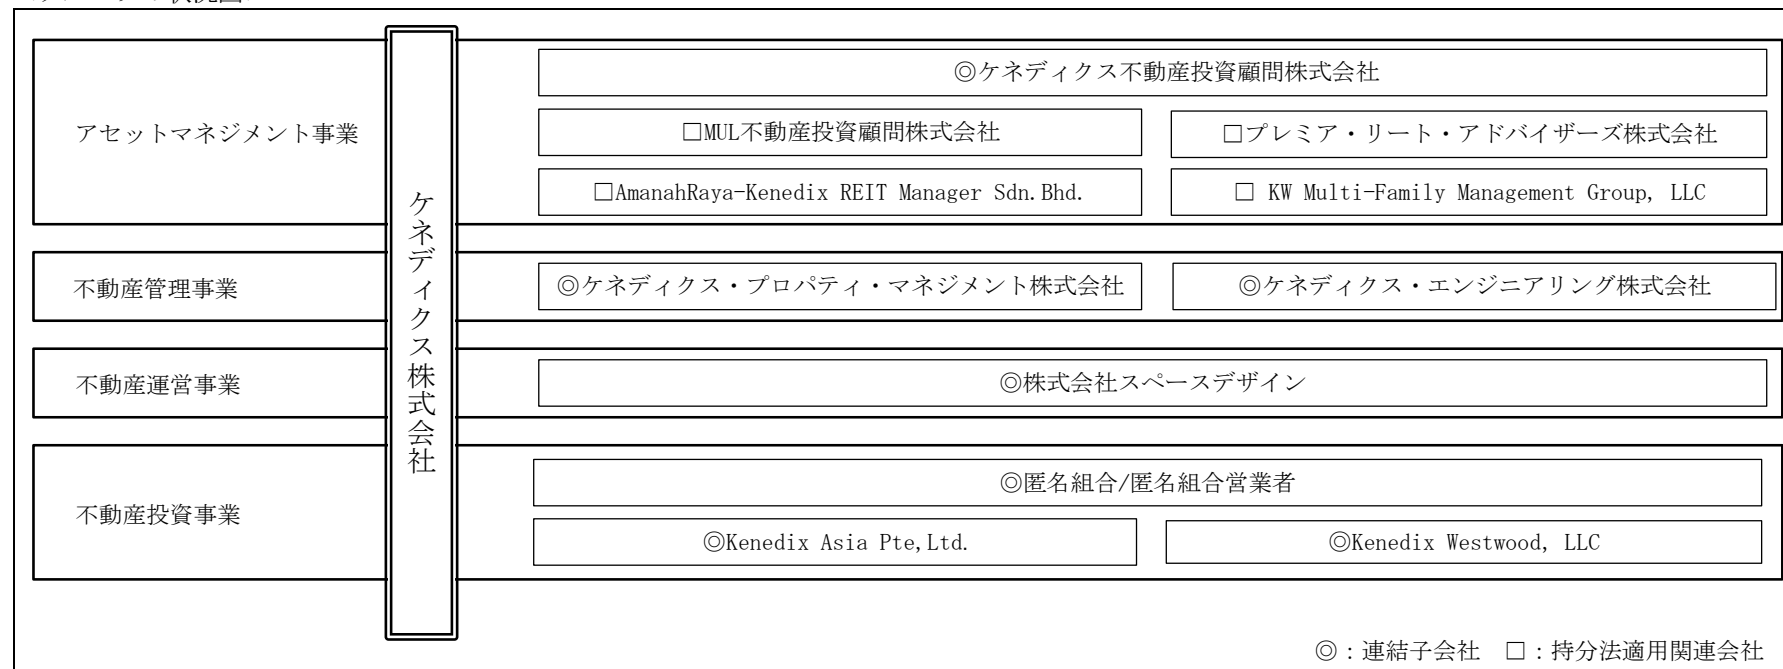 アセットマネジメント事業
◎ケネディクス不動産投資顧問株式会社
□MUL不動産投資顧問株式会社
□プレミア・リート・アドバイザーズ株式会社
□AmanahRaya-Kenedix REIT Manager Sdn.Bhd.
□ KW Multi-Family Management Group, LLC
ケネディクス株式会社
不動産管理事業
◎ケネディクス・プロパティ・マネジメント株式会社
◎ケネディクス・エンジニアリング株式会社
不動産運営事業
◎株式会社スペースデザイン
不動産投資事業
◎匿名組合/匿名組合営業者
◎Kenedix Asia Pte,Ltd.
◎Kenedix Westwood, LLC
◎：連結子会社 □：持分法適用関連会社